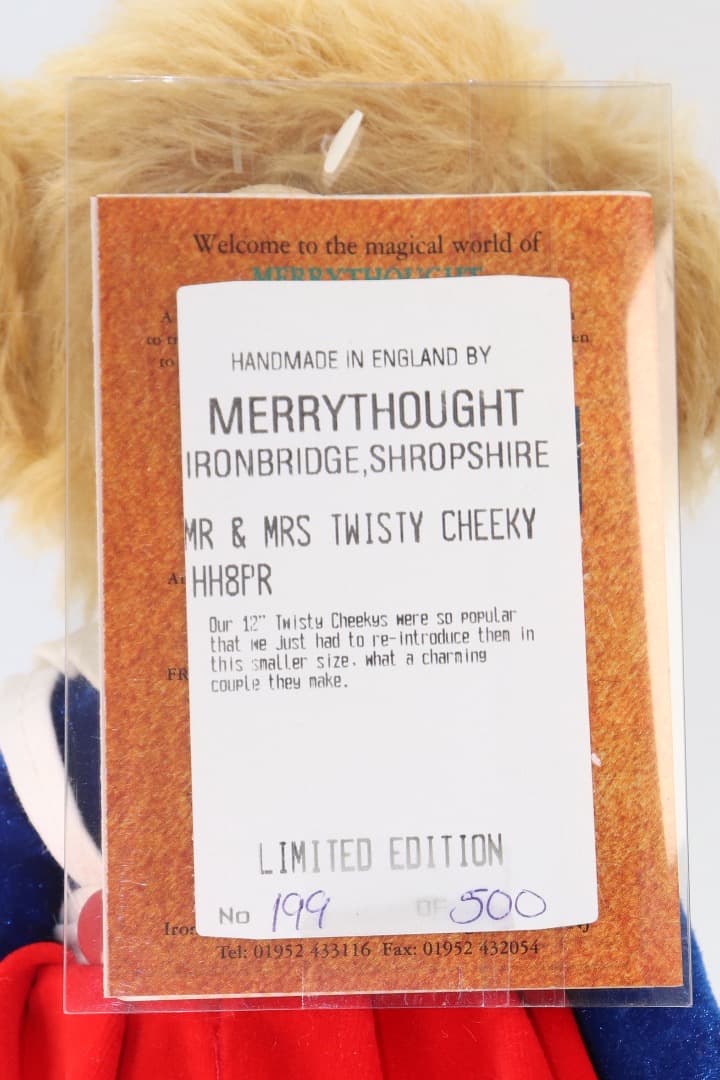 Welcome to the magical world of
MERRYTHOUGHT
HANDMADE IN ENGLAND BY
MERRYTHOUGHT
IRONBRIDGE,SHROPSHIRE
MR & MRS TWISTY CHEEKY
HH8PR
Our 12" Twisty Cheekys were so popular
that we just had to re-introduce them in
this smaller size. what a charming
couple they make.
LIMITED EDITION
No 199 OF 500
Tel: 01952 433116 Fax: 01952 432054